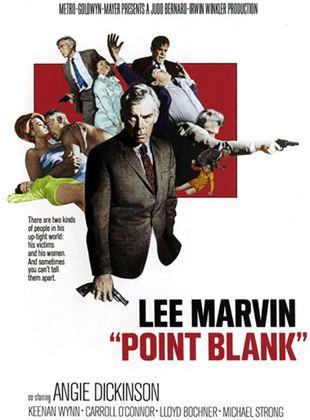 METRO-GOLDWYN-MAYER PRESENTS A JUDD BERNARD-IRWIN WINKLER PRODUCTION
There are two kinds
of people in his
up-tight world:
his victims
and his women.
And sometimes
you can't tell
them apart.
LEE MARVIN
"POINT BLANK"
co-starring ANGIE DICKINSON
KEENAN WYNN • CARROLL O'CONNOR • LLOYD BOCHNER • MICHAEL STRONG